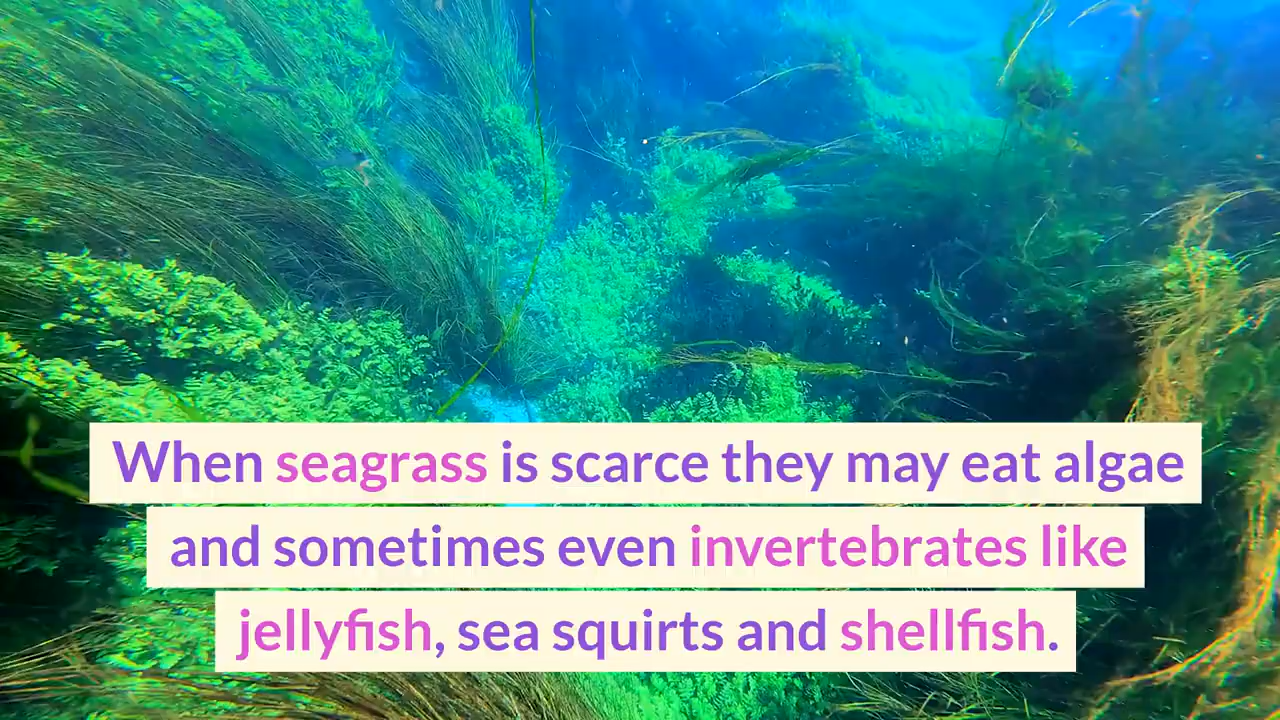 When seagrass is scarce they may eat algae
and sometimes even invertebrates like
jellyfish, sea squirts and shellfish.